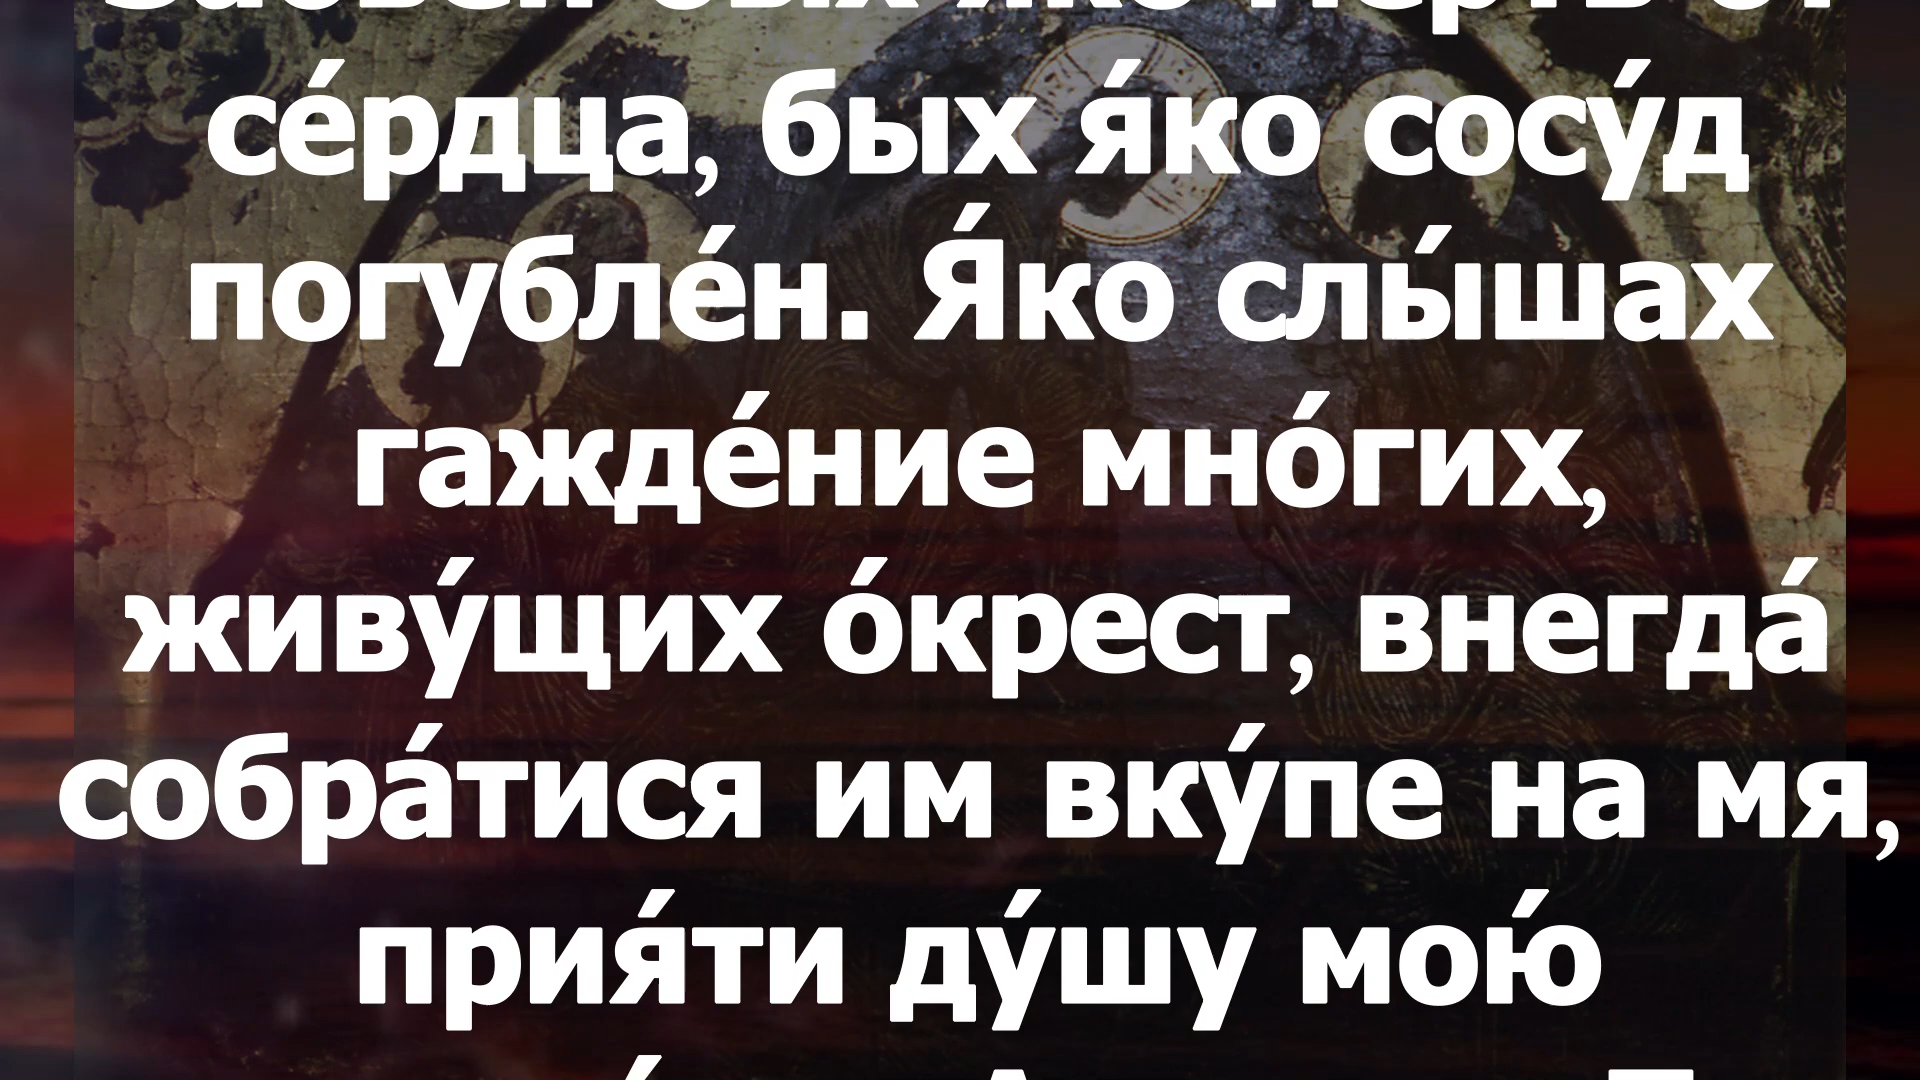 се́рдца, бых я́ко сосу́д
погубле́н. Я́ко слы́шах
гажде́ние мно́гих,
живу́щих о́крест, внегда́
собра́тися им вку́пе на мя,
прия́ти ду́шу мою́